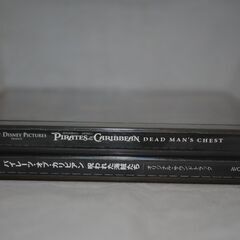 DISNEY PICTURES PIRATES of the CARIBBEAN DEAD MAN'S CHEST
パイレーツ・オブ・カリビアン 呪われた海賊たち オリジナル・サウンドトラック